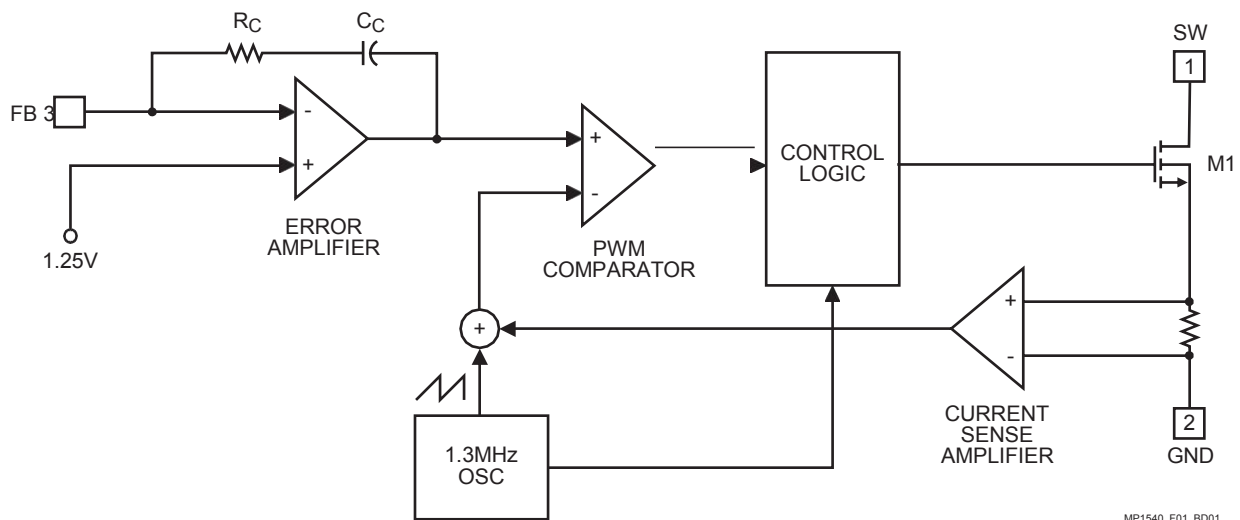 RC
CC
SW
1
FB 3
-
+
+
-
CONTROL
LOGIC
M1
ERROR
AMPLIFIER
1.25V
PWM
COMPARATOR
+
+
-
CURRENT
SENSE
AMPLIFIER
1.3MHz
OSC
2
GND
MP1540_F01_BD01